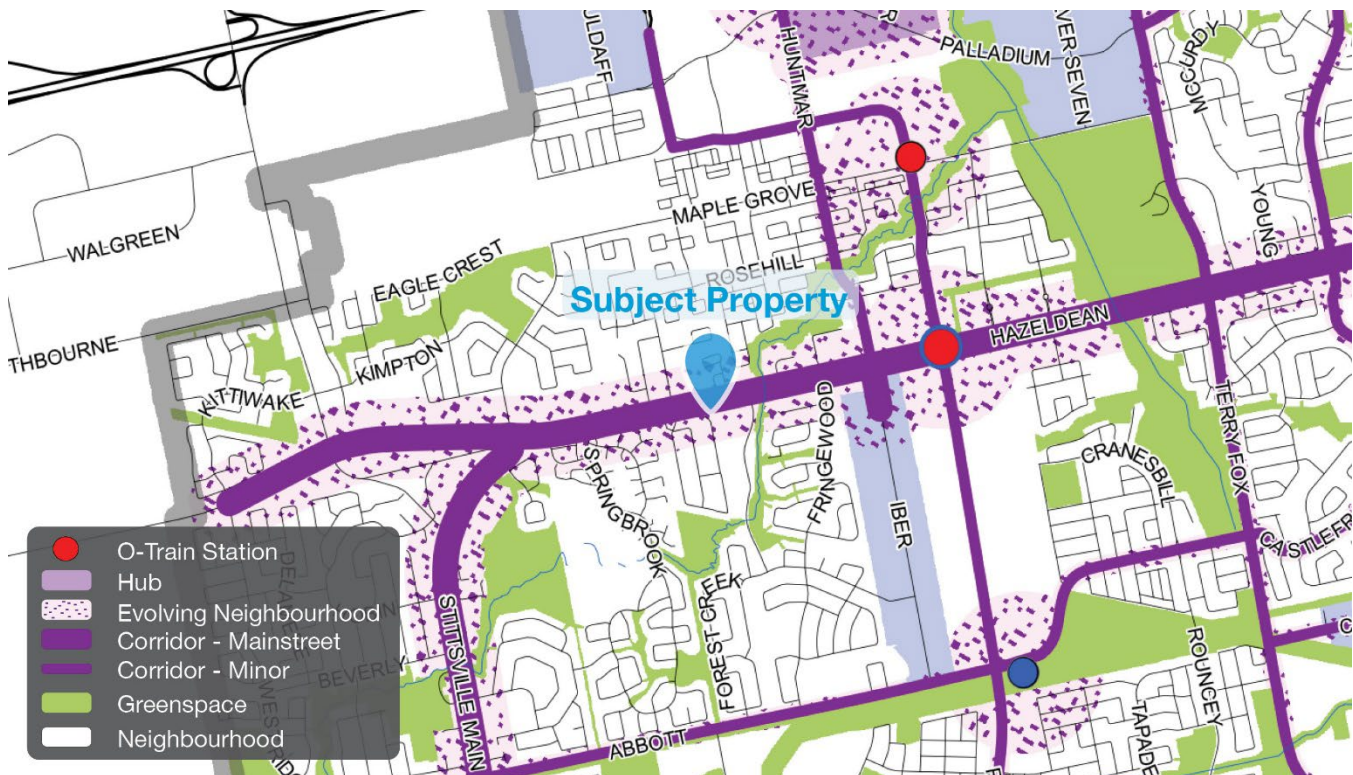 ULDAFF
HUNTMAR
PALLADIUM
MCCURDY
WALGREEN
MAPLE GROVE
YOUNG
EAGLE CREST
ROSEHILL
Subject Property
HAZELDEAN
THBOURNE
KIMPTON
KITTIWAKE
FRINGEWOOD
TERRY FOX
CRANESBILL
SPRINGBROOK
IBER
CASTLEFR
O-Train Station
Hub
Evolving Neighbourhood
Corridor - Mainstreet
Corridor - Minor
Greenspace
Neighbourhood
STITTSVILLE MAIN
BEVERLY
FOREST CREEK
ABBOTT
ROUNCEY
TAPADE